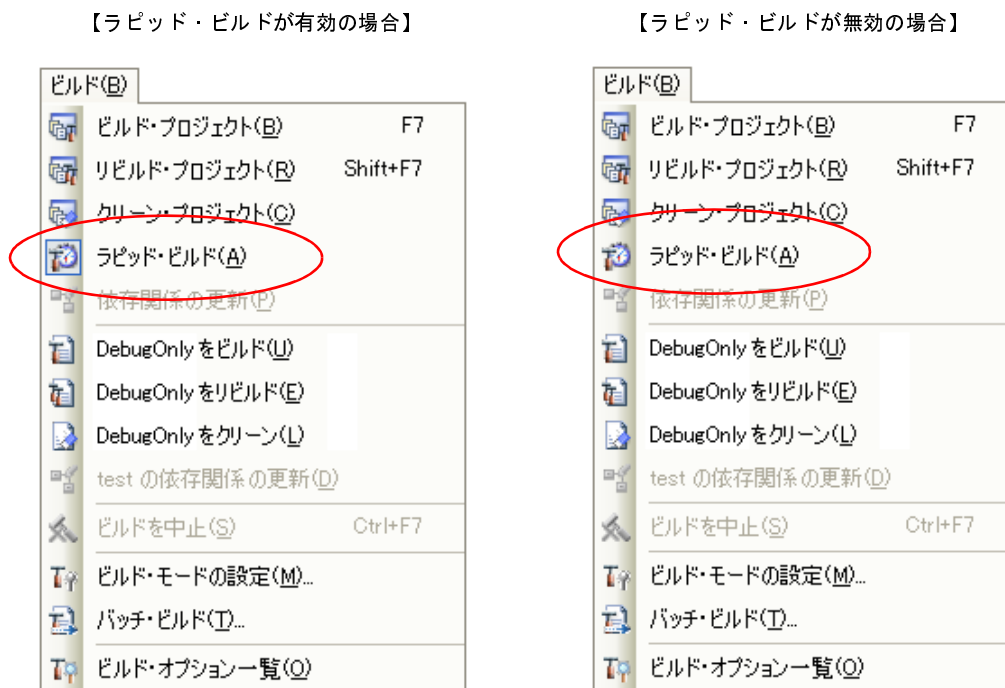 【ラピッド・ビルドが有効の場合】
ビルド(B)
ビルド・プロジェクト(B) F7
リビルド・プロジェクト(R) Shift+F7
クリーン・プロジェクト(C)
ラピッド・ビルド(A)
依存関係の更新(P)
DebugOnly をビルド(U)
DebugOnly をリビルド(E)
DebugOnly をクリーン(L)
test の依存関係の更新(D)
ビルドを中止(S) Ctrl+F7
ビルド・モードの設定(M)...
バッチ・ビルド(T)...
ビルド・オプション一覧(O)
【ラピッド・ビルドが無効の場合】
ビルド(B)
ビルド・プロジェクト(B) F7
リビルド・プロジェクト(R) Shift+F7
クリーン・プロジェクト(C)
ラピッド・ビルド(A)
依存関係の更新(P)
DebugOnly をビルド(U)
DebugOnly をリビルド(E)
DebugOnly をクリーン(L)
test の依存関係の更新(D)
ビルドを中止(S) Ctrl+F7
ビルド・モードの設定(M)...
バッチ・ビルド(T)...
ビルド・オプション一覧(O)